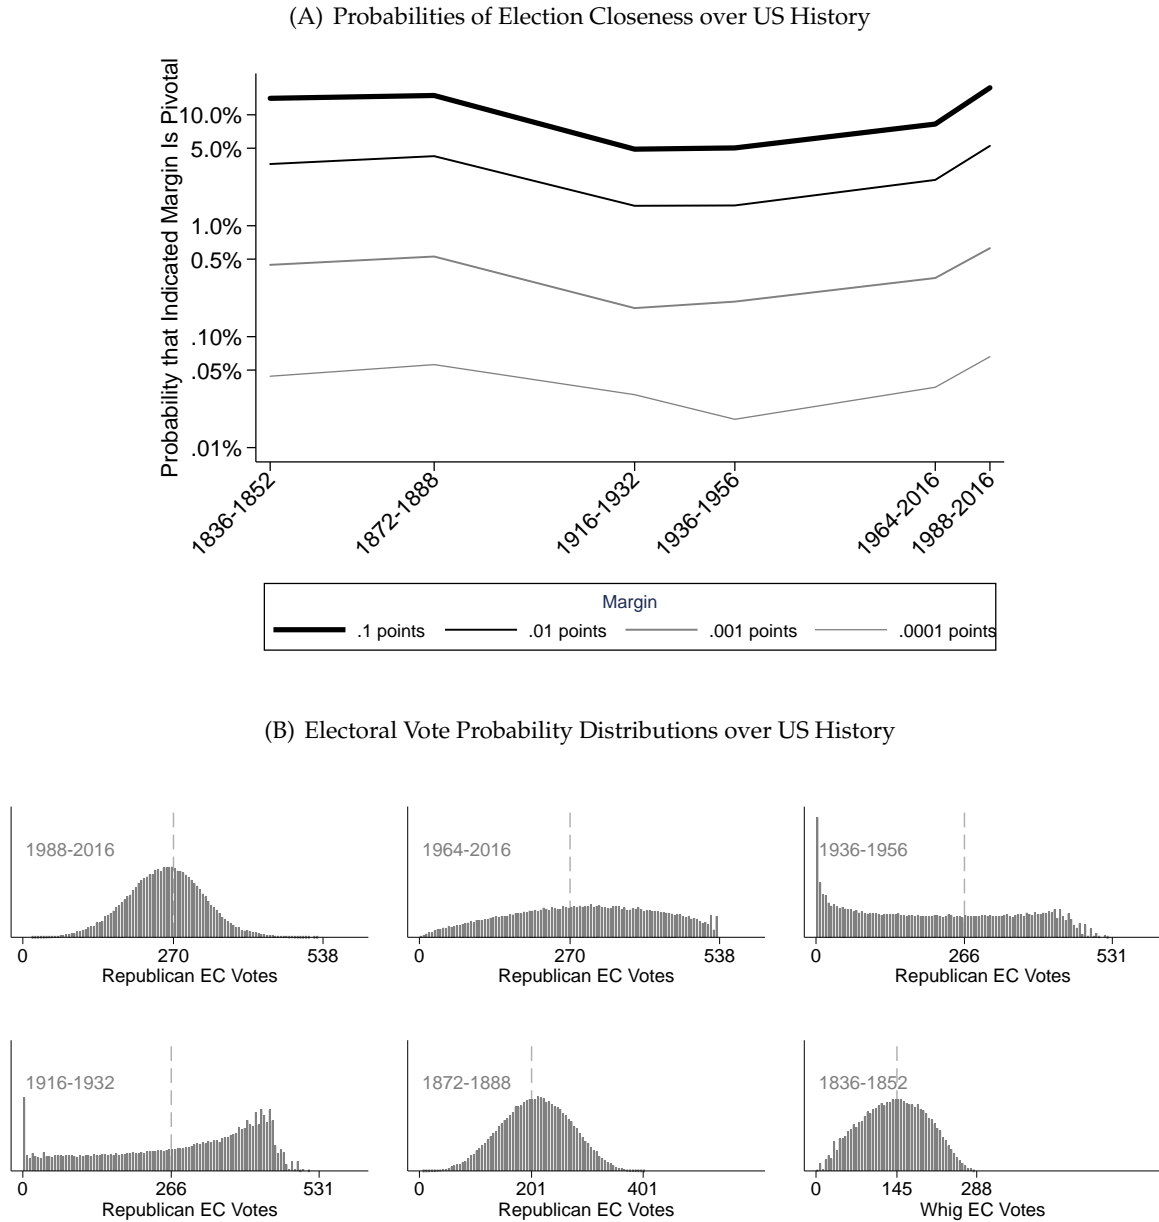 (A) Probabilities of Election Closeness over US History
Probability that Indicated Margin Is Pivotal
10.0%
5.0%
1.0%
0.5%
.10%
.05%
.01%
1836-1852
1872-1888
1916-1932
1936-1956
1964-2016
1988-2016
Margin
.1 points .01 points .001 points .0001 points
(B) Electoral Vote Probability Distributions over US History
1988-2016
0 270 538
Republican EC Votes
1964-2016
0 270 538
Republican EC Votes
1936-1956
0 266 531
Republican EC Votes
1916-1932
0 266 531
Republican EC Votes
1872-1888
0 201 401
Republican EC Votes
1836-1852
0 145 288
Whig EC Votes